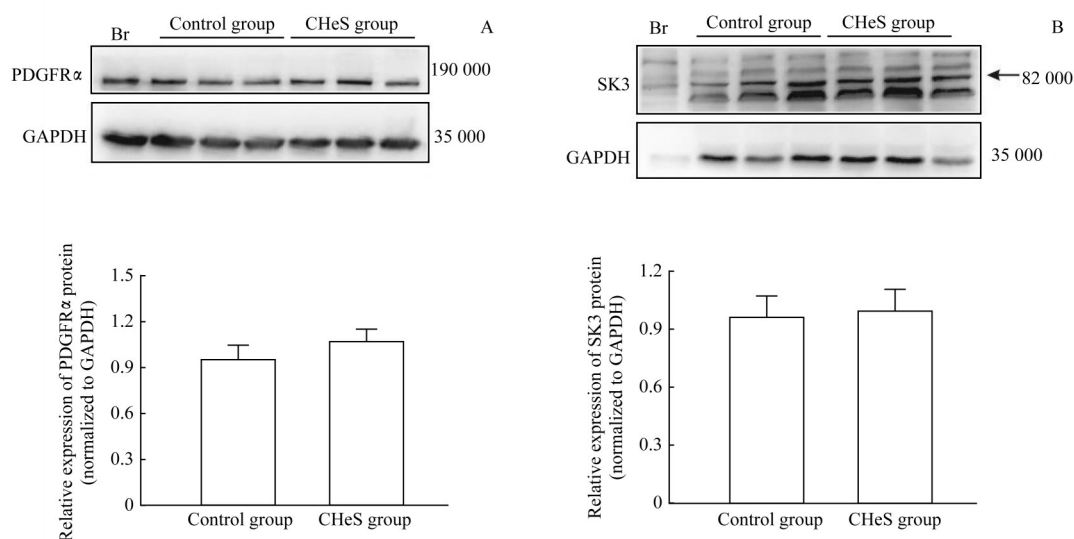 Br Control group CHeS group A
PDGFRα 190 000
GAPDH 35 000
Relative expression of PDGFRα protein
(normalized to GAPDH)
1.5
1.2
0.9
0.6
0.3
0
Control group CHeS group
Br Control group CHeS group B
SK3 82 000
GAPDH 35 000
Relative expression of SK3 protein
(normalized to GAPDH)
1.2
0.9
0.6
0.3
0
Control group CHeS group